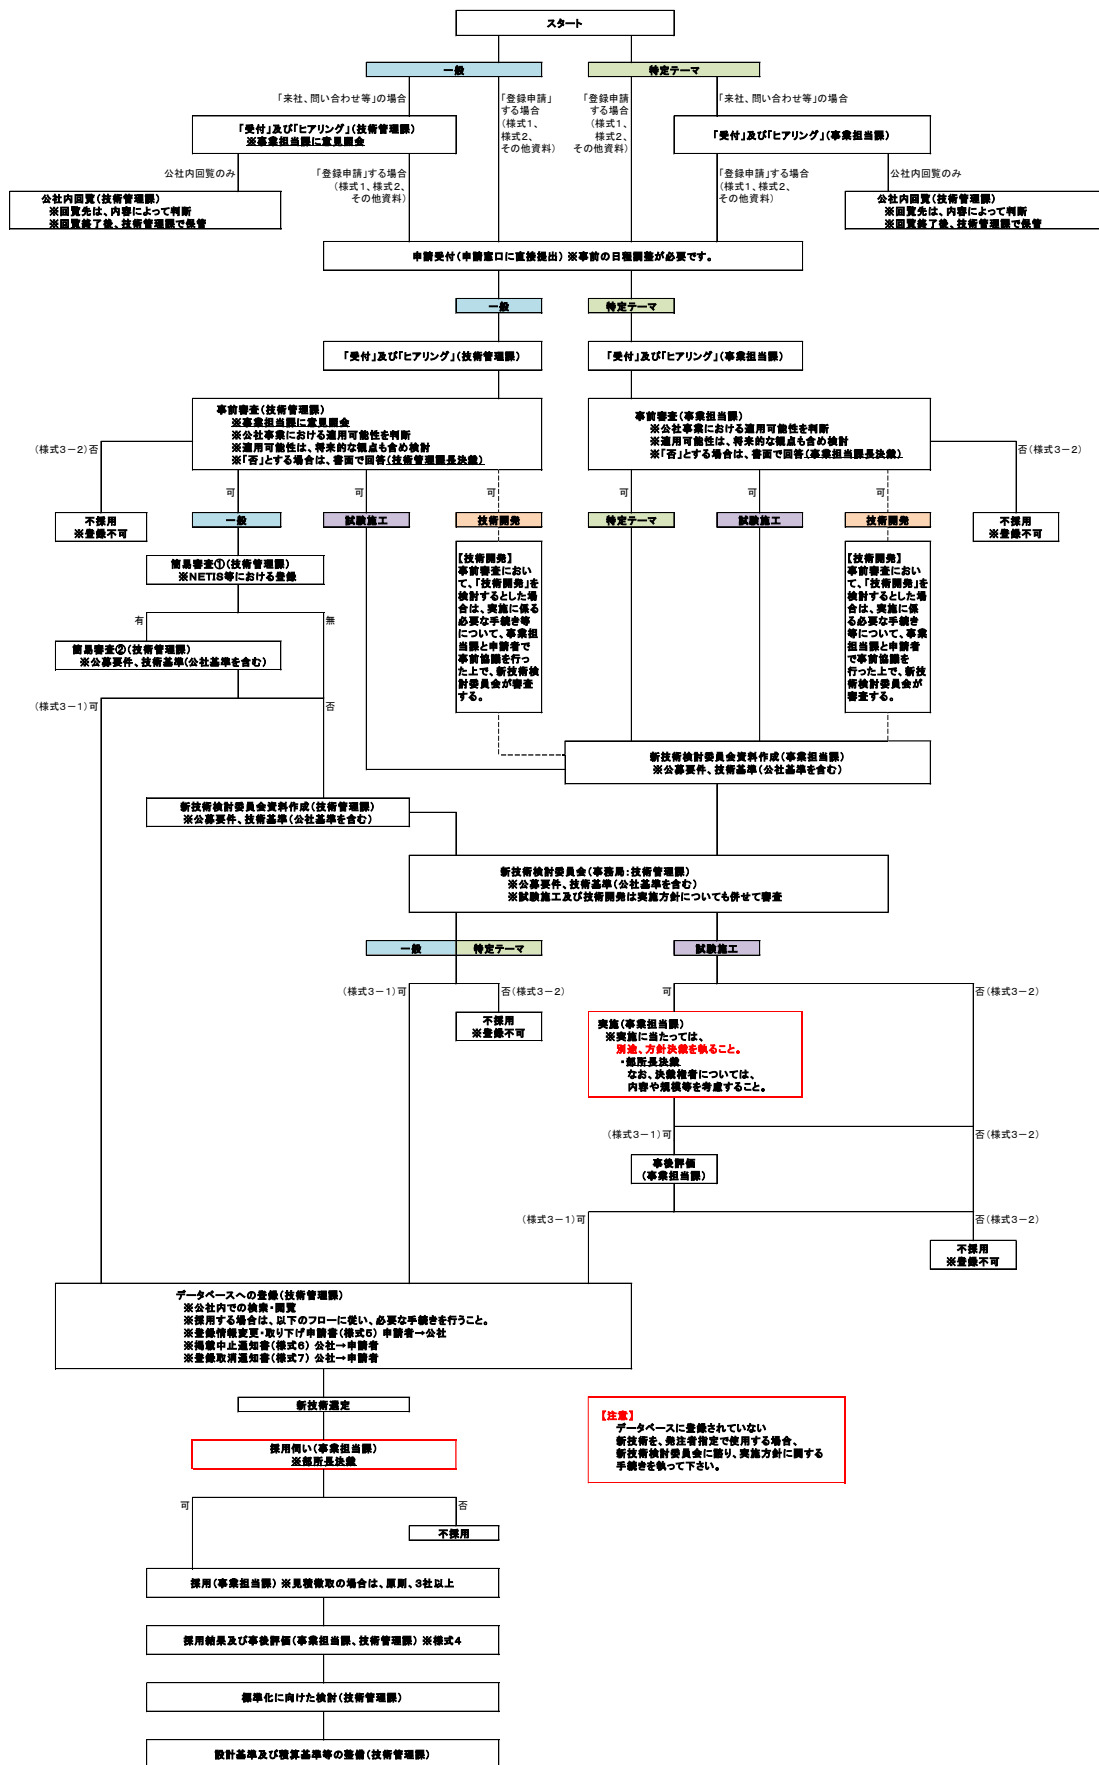 スタート
一般
特定テーマ
「来社、問い合わせ等」の場合
「登録申請」
する場合
（様式1、
様式2、
その他資料）
「登録申請
する場合
（様式1、
様式2、
その他資料）
「来社、問い合わせ等」の場合
「受付」及び「ヒアリング」（技術管理課）
※事業担当課に意見照会
「受付」及び「ヒアリング」（事業担当課）
公社内回覧のみ
「登録申請」する場合
（様式1、様式2、
その他資料）
「登録申請」する場合
（様式1、様式2、
その他資料）
公社内回覧のみ
公社内回覧（技術管理課）
※回覧先は、内容によって判断
※回覧終了後、技術管理課で保管
公社内回覧（技術管理課）
※回覧先は、内容によって判断
※回覧終了後、技術管理課で保管
申請受付（申請窓口に直接提出）※事前の日程調整が必要です。
一般
特定テーマ
「受付」及び「ヒアリング」（技術管理課）
「受付」及び「ヒアリング」（事業担当課）
事前審査（技術管理課）
※事業担当課に意見照会
※公社事業における適用可能性を判断
※適用可能性は、将来的な観点も含め検討
※「否」とする場合は、書面で回答（技術管理課長決裁）
事前審査（事業担当課）
※公社事業における適用可能性を判断
※適用可能性は、将来的な観点も含め検討
※「否」とする場合は、書面で回答（事業担当課長決裁）
（様式3－2）否
否（様式3－2）
可
可
可
可
可
可
不採用
※登録不可
一般
試験施工
技術開発
特定テーマ
試験施工
技術開発
不採用
※登録不可
簡易審査①（技術管理課）
※NETIS等における登録
【技術開発】
事前審査におい
て、「技術開発」を
検討するとした場
合は、実施に係る
必要な手続き等
について、事業担
当課と申請者で
事前協議を行っ
た上で、新技術検
討委員会が審査
する。
【技術開発】
事前審査におい
て、「技術開発」を
検討するとした場
合は、実施に係
る必要な手続き
等について、事業
担当課と申請者
で事前協議を
行った上で、新技
術検討委員会が
審査する。
有
無
簡易審査②（技術管理課）
※公募要件、技術基準（公社基準を含む）
（様式3－1）可
否
新技術検討委員会資料作成（事業担当課）
※公募要件、技術基準（公社基準を含む）
新技術検討委員会資料作成（技術管理課）
※公募要件、技術基準（公社基準を含む）
新技術検討委員会（事務局：技術管理課）
※公募要件、技術基準（公社基準を含む）
※試験施工及び技術開発は実施方針についても併せて審査
一般
特定テーマ
試験施工
（様式3－1）可
否（様式3－2）
可
否（様式3－2）
不採用
※登録不可
実施（事業担当課）
※実施に当たっては、
別途、方針決裁を執ること。
・部所長決裁
なお、決裁権者については、
内容や規模等を考慮すること。
（様式3－1）可
否（様式3－2）
事後評価
（事業担当課）
（様式3－1）可
否（様式3－2）
不採用
※登録不可
データベースへの登録（技術管理課）
※公社内での検索・閲覧
※採用する場合は、以下のフローに従い、必要な手続きを行うこと。
※登録情報変更・取り下げ申請書（様式5）申請者→公社
※掲載中止通知書（様式6）公社→申請者
※登録取消通知書（様式7）公社→申請者
新技術選定
【注意】
データベースに登録されていない
新技術を、発注者指定で使用する場合、
新技術検討委員会に諮り、実施方針に関する
手続きを執って下さい。
採用伺い（事業担当課）
※部所長決裁
可
否
不採用
採用（事業担当課）※見積徴取の場合は、原則、3社以上
採用結果及び事後評価（事業担当課、技術管理課）※様式4
標準化に向けた検討（技術管理課）
設計基準及び積算基準等の整備（技術管理課）